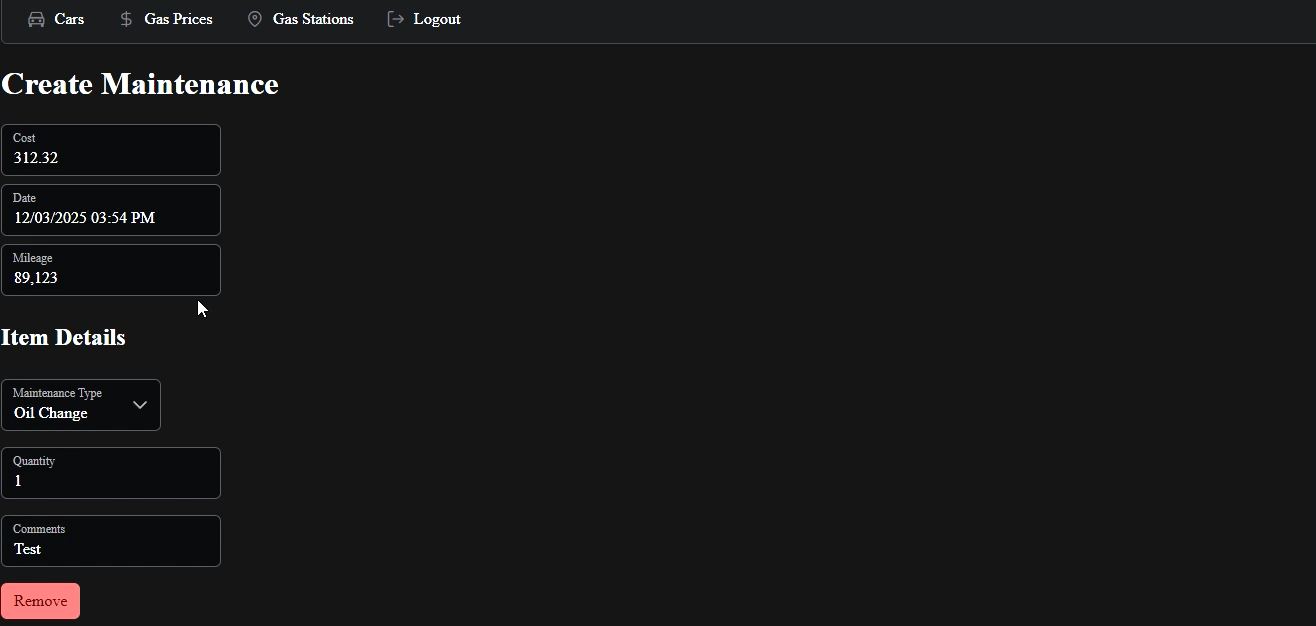 Cars Gas Prices Gas Stations Logout
Create Maintenance
Cost
312.32
Date
12/03/2025 03:54 PM
Mileage
89,123
Item Details
Maintenance Type
Oil Change
Quantity
1
Comments
Test
Remove